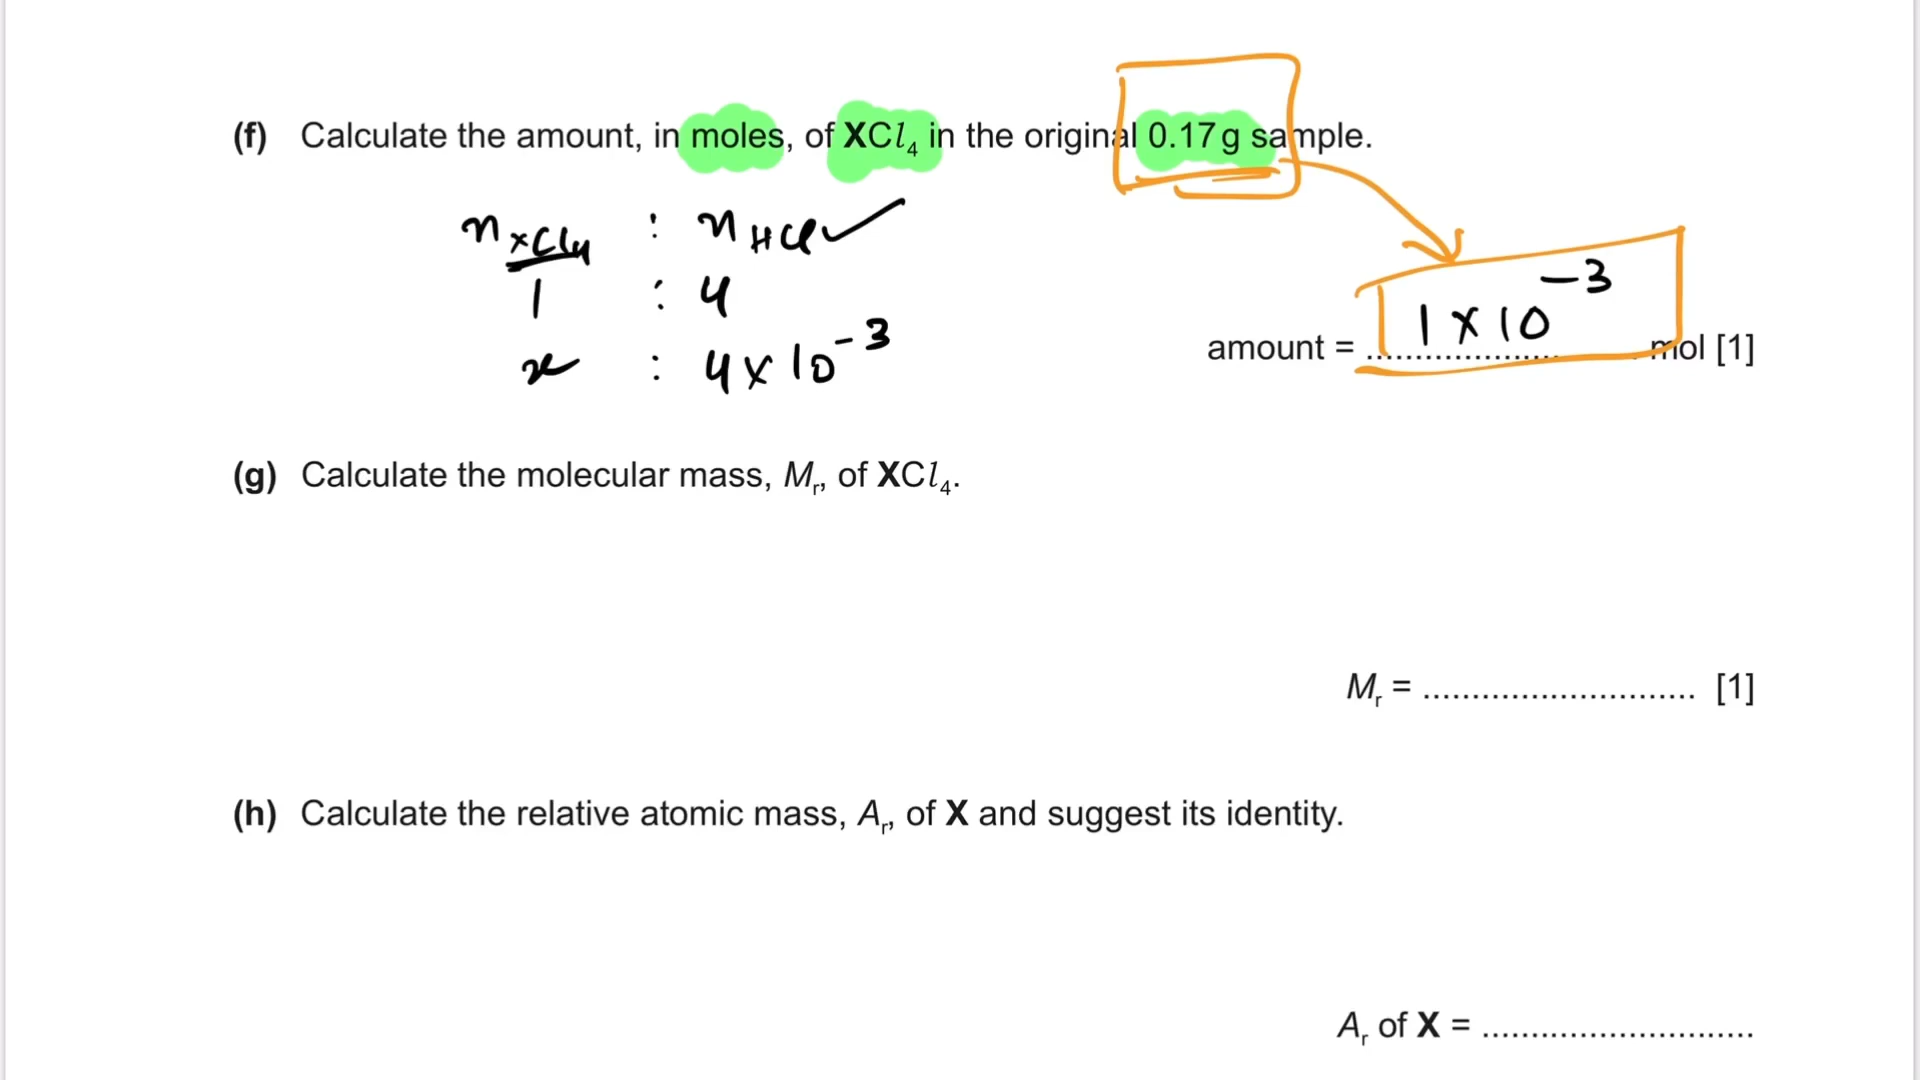 (f) Calculate the amount, in moles, of XCl₄ in the original 0.17 g sample.
n XCl₄ : n HCl ✓
1 : 4
x : 4 × 10⁻³
1 × 10⁻³
amount = .......................... mol [1]
(g) Calculate the molecular mass, Mᵣ, of XCl₄.
Mᵣ = ............................ [1]
(h) Calculate the relative atomic mass, Aᵣ, of X and suggest its identity.
Aᵣ of X = ............................